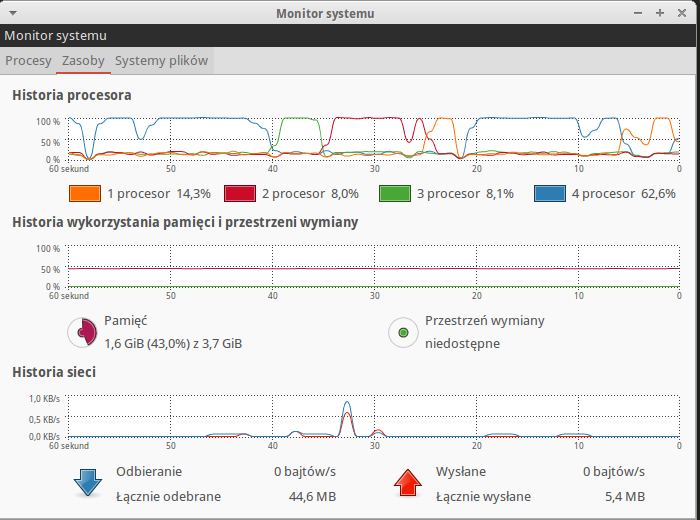 Monitor systemu
Monitor systemu
Procesy Zasoby Systemy plików
Historia procesora
100 %
50 %
0 %
60 sekund 50 40 30 20 10 0
1 procesor 14,3% 2 procesor 8,0% 3 procesor 8,1% 4 procesor 62,6%
Historia wykorzystania pamięci i przestrzeni wymiany
100 %
50 %
0 %
60 sekund 50 40 30 20 10 0
Pamięć Przestrzeń wymiany
1,6 GiB (43,0%) z 3,7 GiB niedostępne
Historia sieci
1,0 KB/s
0,5 KB/s
0,0 KB/s
60 sekund 50 40 30 20 10 0
Odbieranie 0 bajtów/s Wysłane 0 bajtów/s
Łącznie odebrane 44,6 MB Łącznie wysłane 5,4 MB